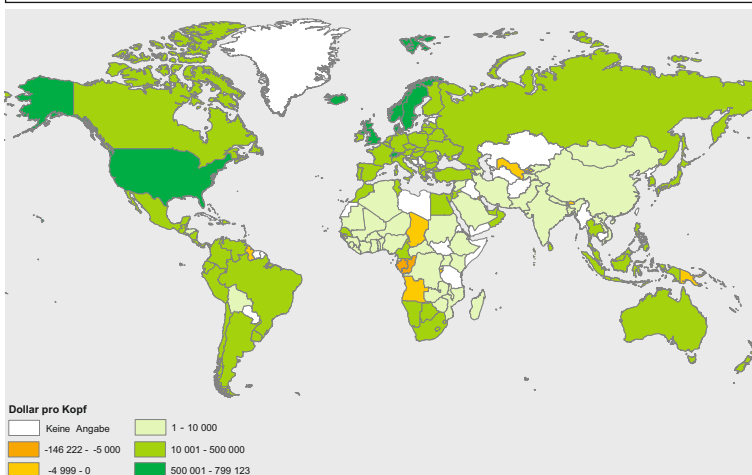 Dollar pro Kopf
Keine Angabe
-146 222 - -5 000
-4 999 - 0
1 - 10 000
10 001 - 500 000
500 001 - 799 123